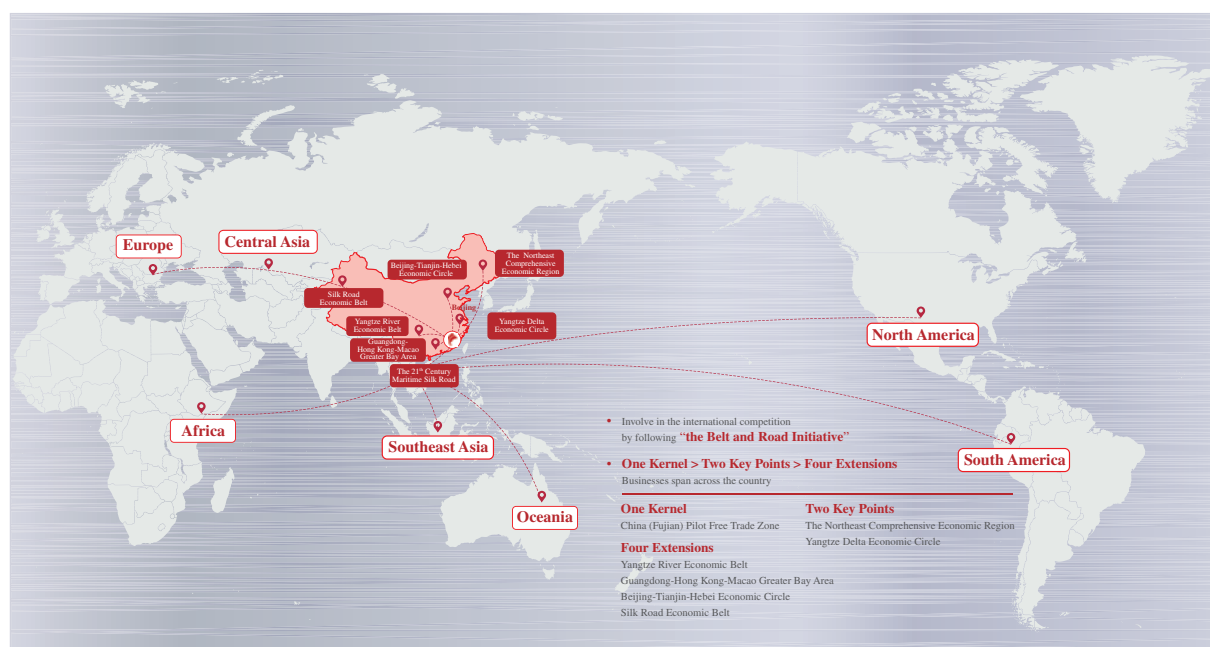 Europe
Central Asia
The Northeast
Comprehensive
Economic Region
Beijing-Tianjin-Hebei
Economic Circle
Silk Road
Economic Belt
Beijing
Yangtze River
Economic Belt
Yangtze Delta
Economic Circle
Guangdong-
Hong Kong-Macao
Greater Bay Area
The 21st Century
Maritime Silk Road
North America
Africa
Southeast Asia
South America
Oceania
• Involve in the international competition
by following “the Belt and Road Initiative”
• One Kernel > Two Key Points > Four Extensions
Businesses span across the country
One Kernel
China (Fujian) Pilot Free Trade Zone
Two Key Points
The Northeast Comprehensive Economic Region
Yangtze Delta Economic Circle
Four Extensions
Yangtze River Economic Belt
Guangdong-Hong Kong-Macao Greater Bay Area
Beijing-Tianjin-Hebei Economic Circle
Silk Road Economic Belt